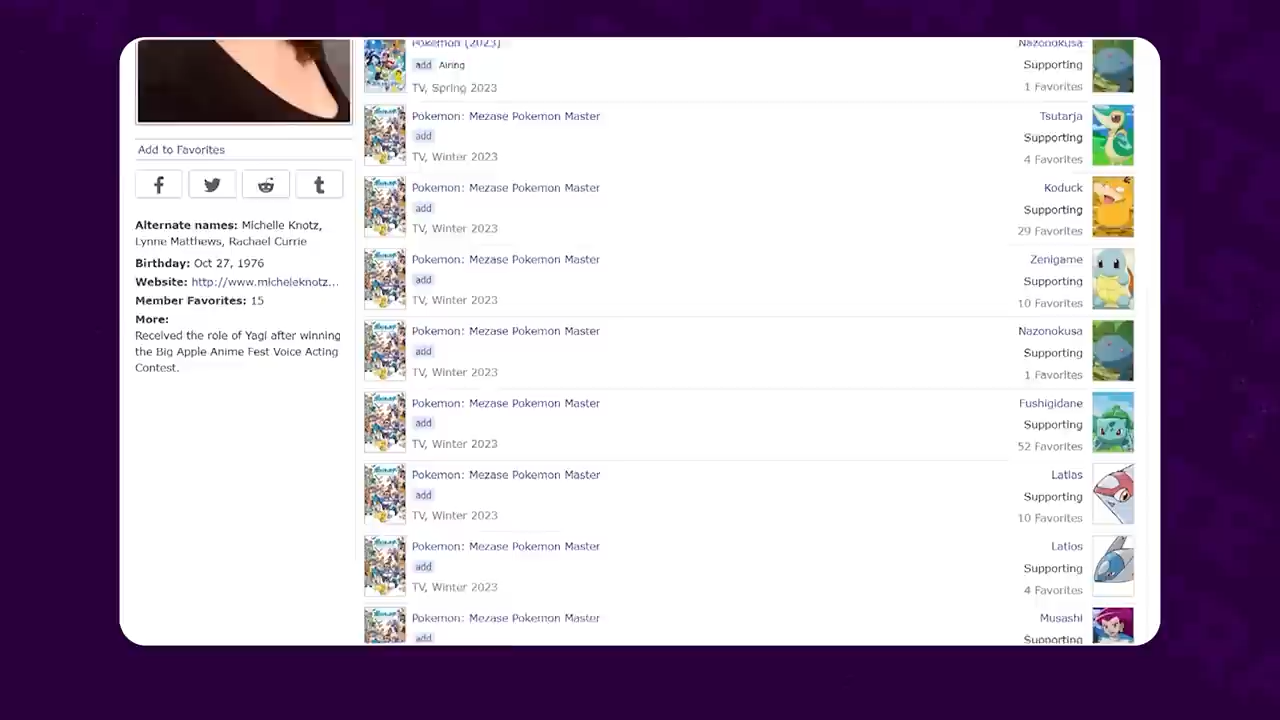 Pokemon (2023)
add Airing
TV, Spring 2023
Nazonokusa
Supporting
1 Favorites
Add to Favorites
f t
Alternate names: Michelle Knotz,
Lynne Matthews, Rachael Currie
Birthday: Oct 27, 1976
Website: http://www.micheleknotz...
Member Favorites: 15
More:
Received the role of Yagi after winning
the Big Apple Anime Fest Voice Acting
Contest.
Pokemon: Mezase Pokemon Master
add
TV, Winter 2023
Tsutarja
Supporting
4 Favorites
Pokemon: Mezase Pokemon Master
add
TV, Winter 2023
Koduck
Supporting
29 Favorites
Pokemon: Mezase Pokemon Master
add
TV, Winter 2023
Zenigame
Supporting
10 Favorites
Pokemon: Mezase Pokemon Master
add
TV, Winter 2023
Nazonokusa
Supporting
1 Favorites
Pokemon: Mezase Pokemon Master
add
TV, Winter 2023
Fushigidane
Supporting
52 Favorites
Pokemon: Mezase Pokemon Master
add
TV, Winter 2023
Latias
Supporting
10 Favorites
Pokemon: Mezase Pokemon Master
add
TV, Winter 2023
Latios
Supporting
4 Favorites
Pokemon: Mezase Pokemon Master
add
Musashi
Supporting